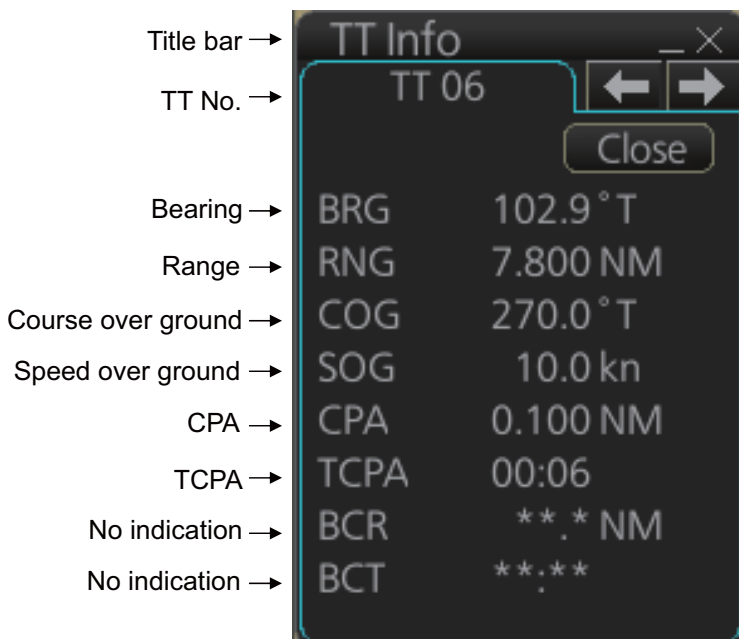 Title bar → TT Info
TT No. → TT 06
Close
Bearing → BRG 102.9°T
Range → RNG 7.800 NM
Course over ground → COG 270.0°T
Speed over ground → SOG 10.0 kn
CPA → CPA 0.100 NM
TCPA → TCPA 00:06
No indication → BCR **.* NM
No indication → BCT **:**